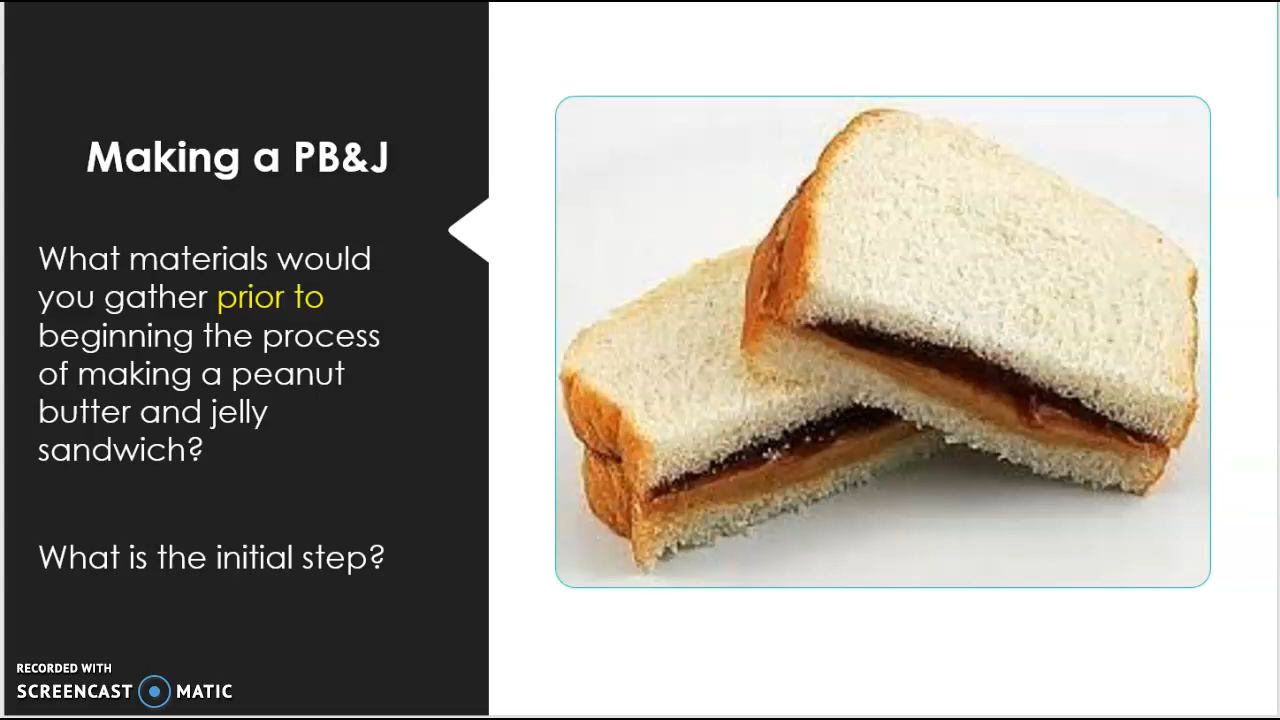 Making a PB&J
What materials would
you gather prior to
beginning the process
of making a peanut
butter and jelly
sandwich?
What is the initial step?
RECORDED WITH
SCREENCAST MATIC